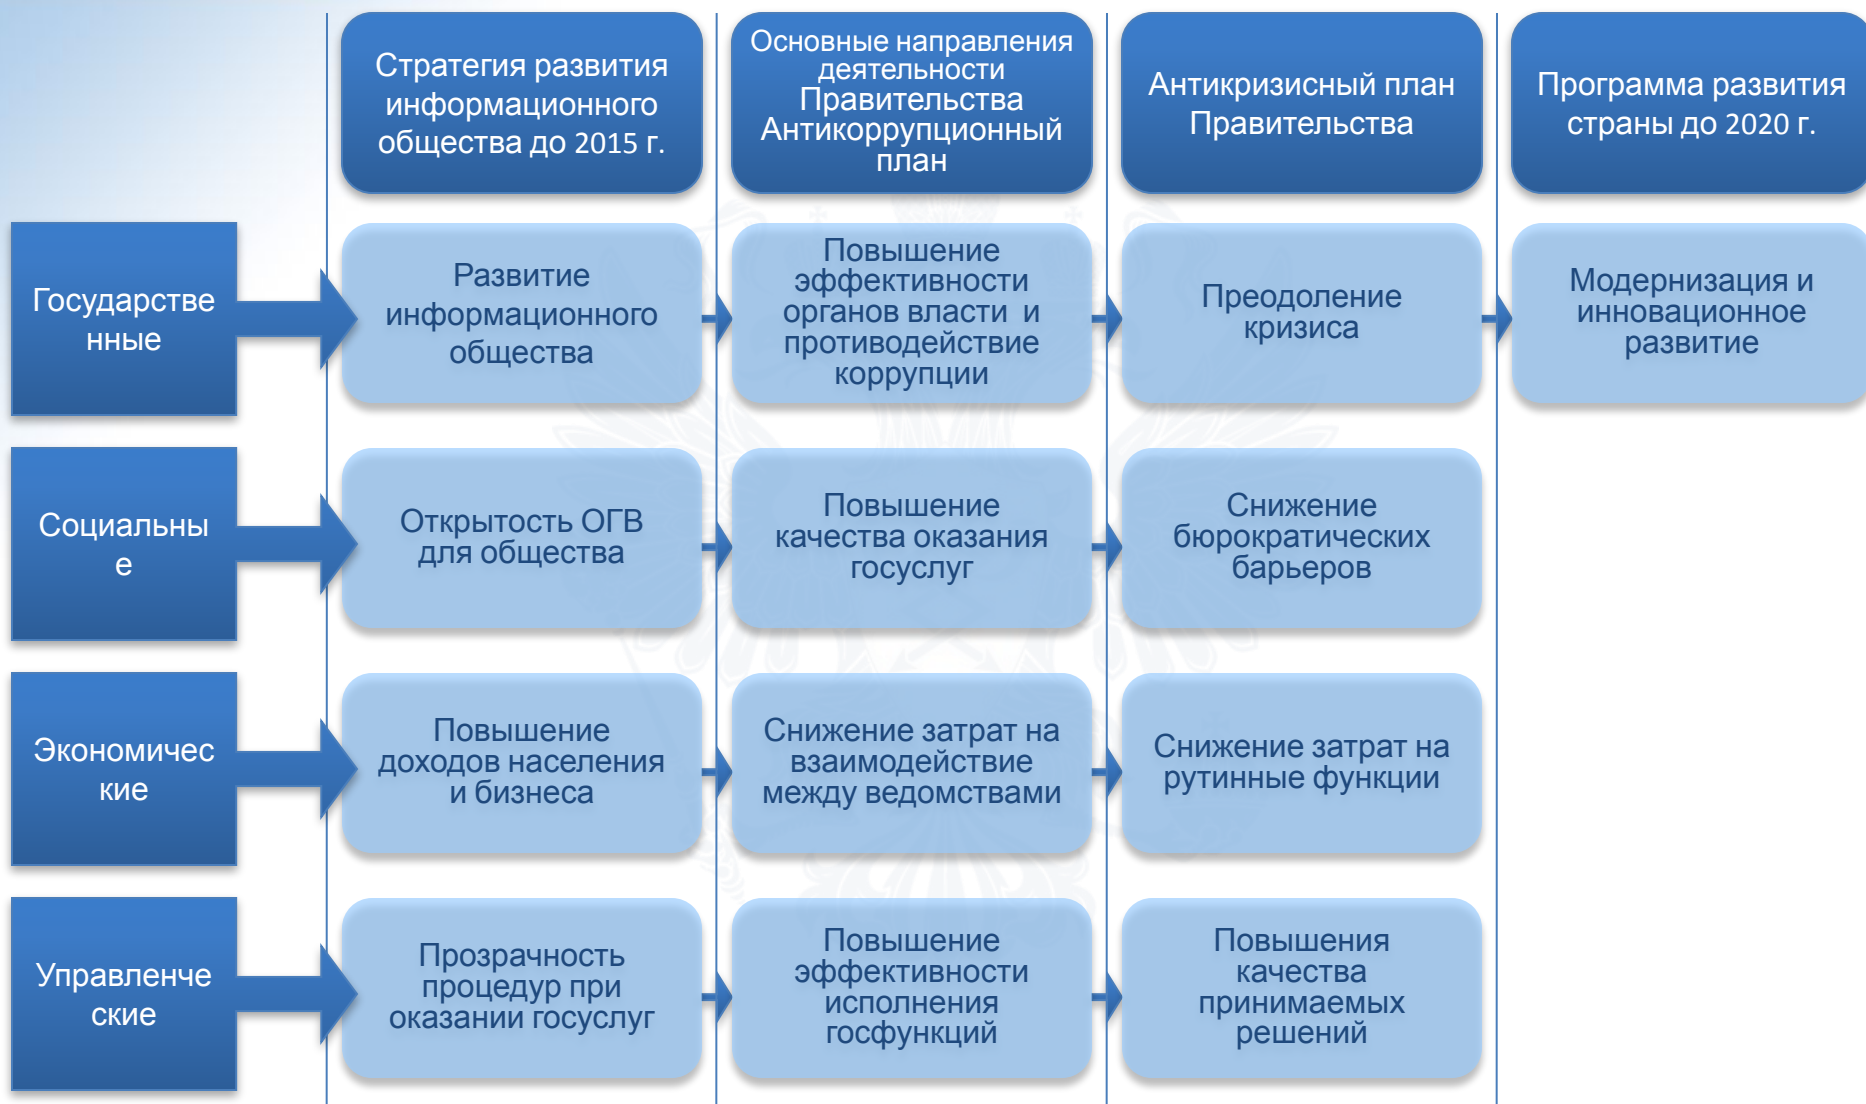 Стратегия развития
информационного
общества до 2015 г.
Основные направления
деятельности
Правительства
Антикоррупционный
план
Антикризисный план
Правительства
Программа развития
страны до 2020 г.
Государстве
нные
Развитие
информационного
общества
Повышение
эффективности
органов власти и
противодействие
коррупции
Преодоление
кризиса
Модернизация и
инновационное
развитие
Социальны
е
Открытость ОГВ
для общества
Повышение
качества оказания
госуслуг
Снижение
бюрократических
барьеров
Экономичес
кие
Повышение
доходов населения
и бизнеса
Снижение затрат на
взаимодействие
между ведомствами
Снижение затрат на
рутинные функции
Управленче
ские
Прозрачность
процедур при
оказании госуслуг
Повышение
эффективности
исполнения
госфункций
Повышения
качества
принимаемых
решений